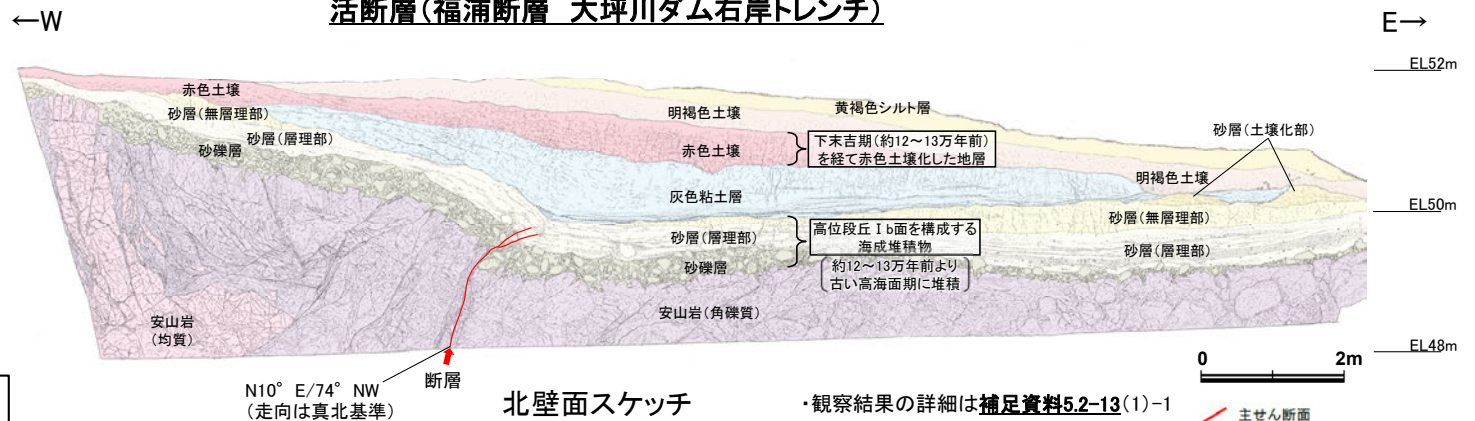 活断層(福浦断層 大坪川ダム右岸トレンチ)
←W
E→
EL52m
赤色土壌
砂層(無層理部)
砂層(層理部)
砂礫層
明褐色土壌
黄褐色シルト層
赤色土壌
下末吉期(約12~13万年前)
を経て赤色土壌化した地層
砂層(土壌化部)
明褐色土壌
灰色粘土層
EL50m
砂層(無層理部)
砂層(層理部)
高位段丘Ⅰb面を構成する
海成堆積物
砂層(層理部)
砂礫層
約12~13万年前より
古い高海面期に堆積
安山岩
(均質)
安山岩(角礫質)
EL48m
0 2m
断層
N10° E/74° NW
(走向は真北基準)
北壁面スケッチ
・観察結果の詳細は補足資料5.2-13(1)-1
主せん断面